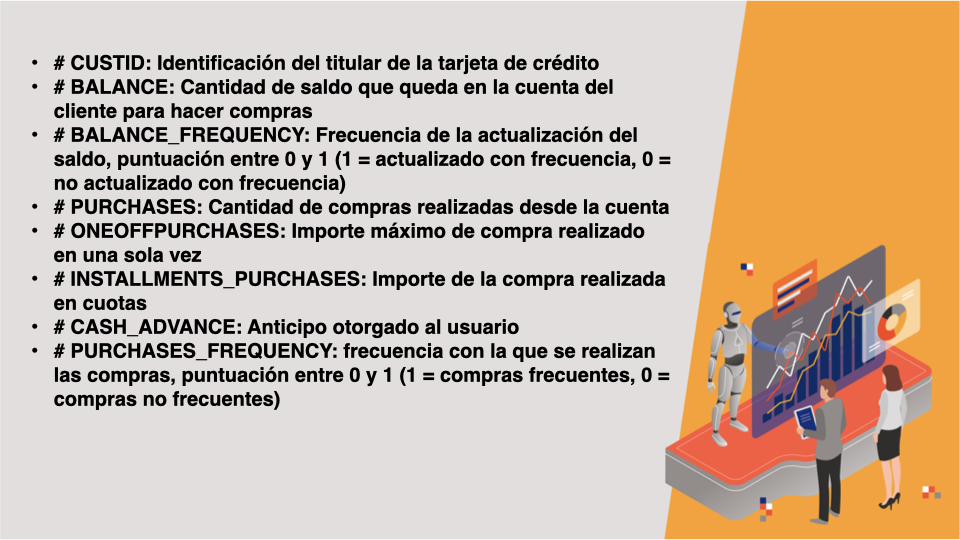 • # CUSTID: Identificación del titular de la tarjeta de crédito
• # BALANCE: Cantidad de saldo que queda en la cuenta del
cliente para hacer compras
• # BALANCE_FREQUENCY: Frecuencia de la actualización del
saldo, puntuación entre 0 y 1 (1 = actualizado con frecuencia, 0 =
no actualizado con frecuencia)
• # PURCHASES: Cantidad de compras realizadas desde la cuenta
• # ONEOFFPURCHASES: Importe máximo de compra realizado
en una sola vez
• # INSTALLMENTS_PURCHASES: Importe de la compra realizada
en cuotas
• # CASH_ADVANCE: Anticipo otorgado al usuario
• # PURCHASES_FREQUENCY: frecuencia con la que se realizan
las compras, puntuación entre 0 y 1 (1 = compras frecuentes, 0 =
compras no frecuentes)